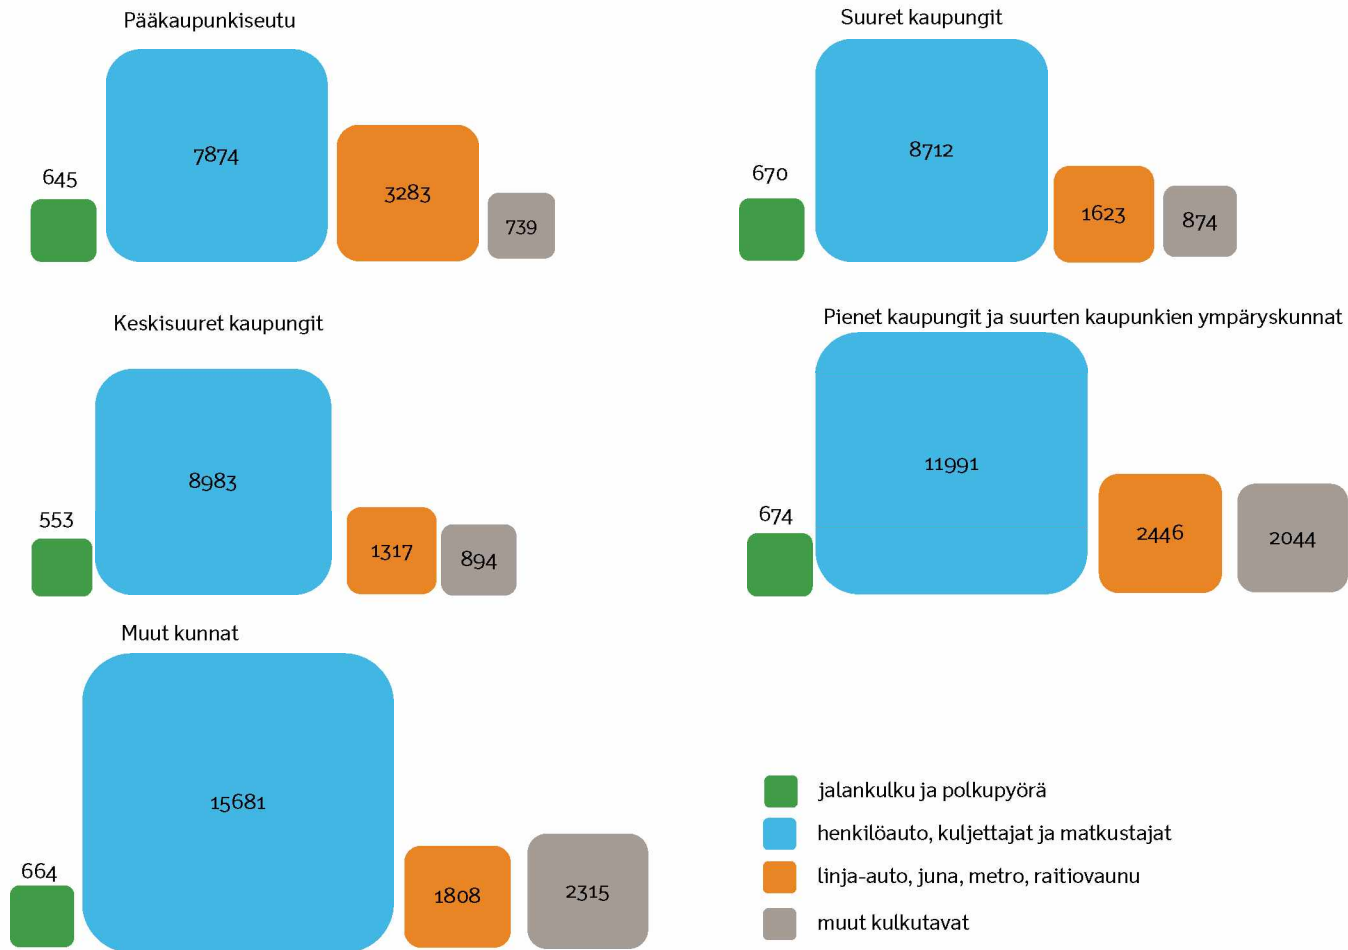 Pääkaupunkiseutu
645
7874
3283
739
Suuret kaupungit
670
8712
1623
874
Keskisuuret kaupungit
553
8983
1317
894
Pienet kaupungit ja suurten kaupunkien ympäryskunnat
674
11991
2446
2044
Muut kunnat
664
15681
1808
2315
jalankulku ja polkupyörä
henkilöauto, kuljettajat ja matkustajat
linja-auto, juna, metro, raitiovaunu
muut kulkutavat